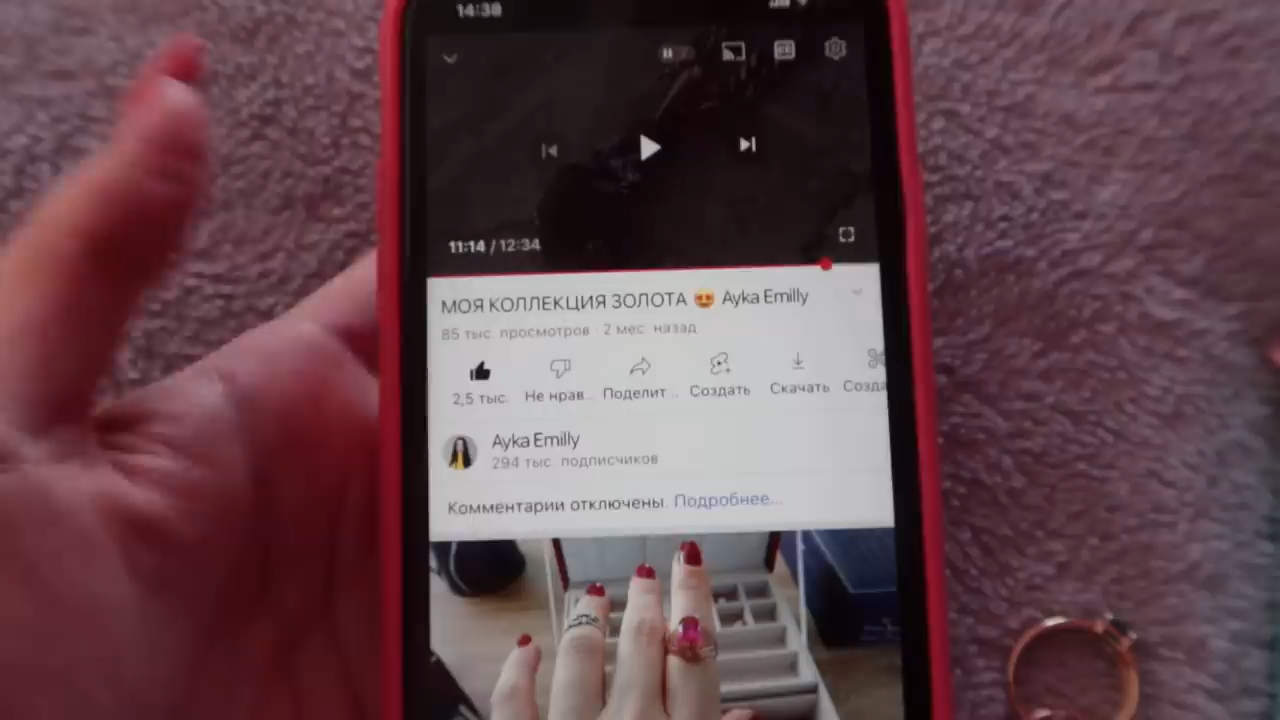 14:38
11:14 / 12:34
МОЯ КОЛЛЕКЦИЯ ЗОЛОТА 😍 Ayka Emilly
85 тыс. просмотров · 2 мес. назад
2,5 тыс. Не нрав... Поделит... Создать Скачать Созда
Ayka Emilly
294 тыс. подписчиков
Комментарии отключены. Подробнее...